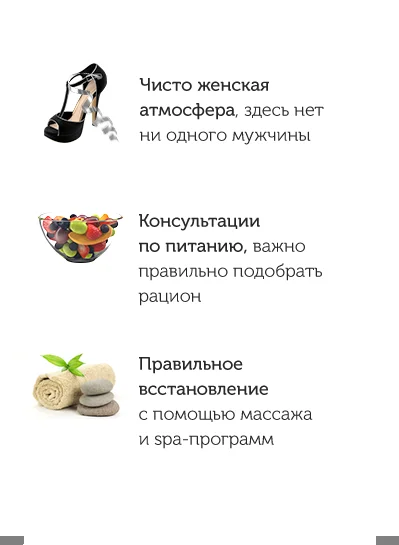 Чисто женская
атмосфера, здесь нет
ни одного мужчины
Консультации
по питанию, важно
правильно подобрать
рацион
Правильное
всстановление
с помощью массажа
и spa-программ